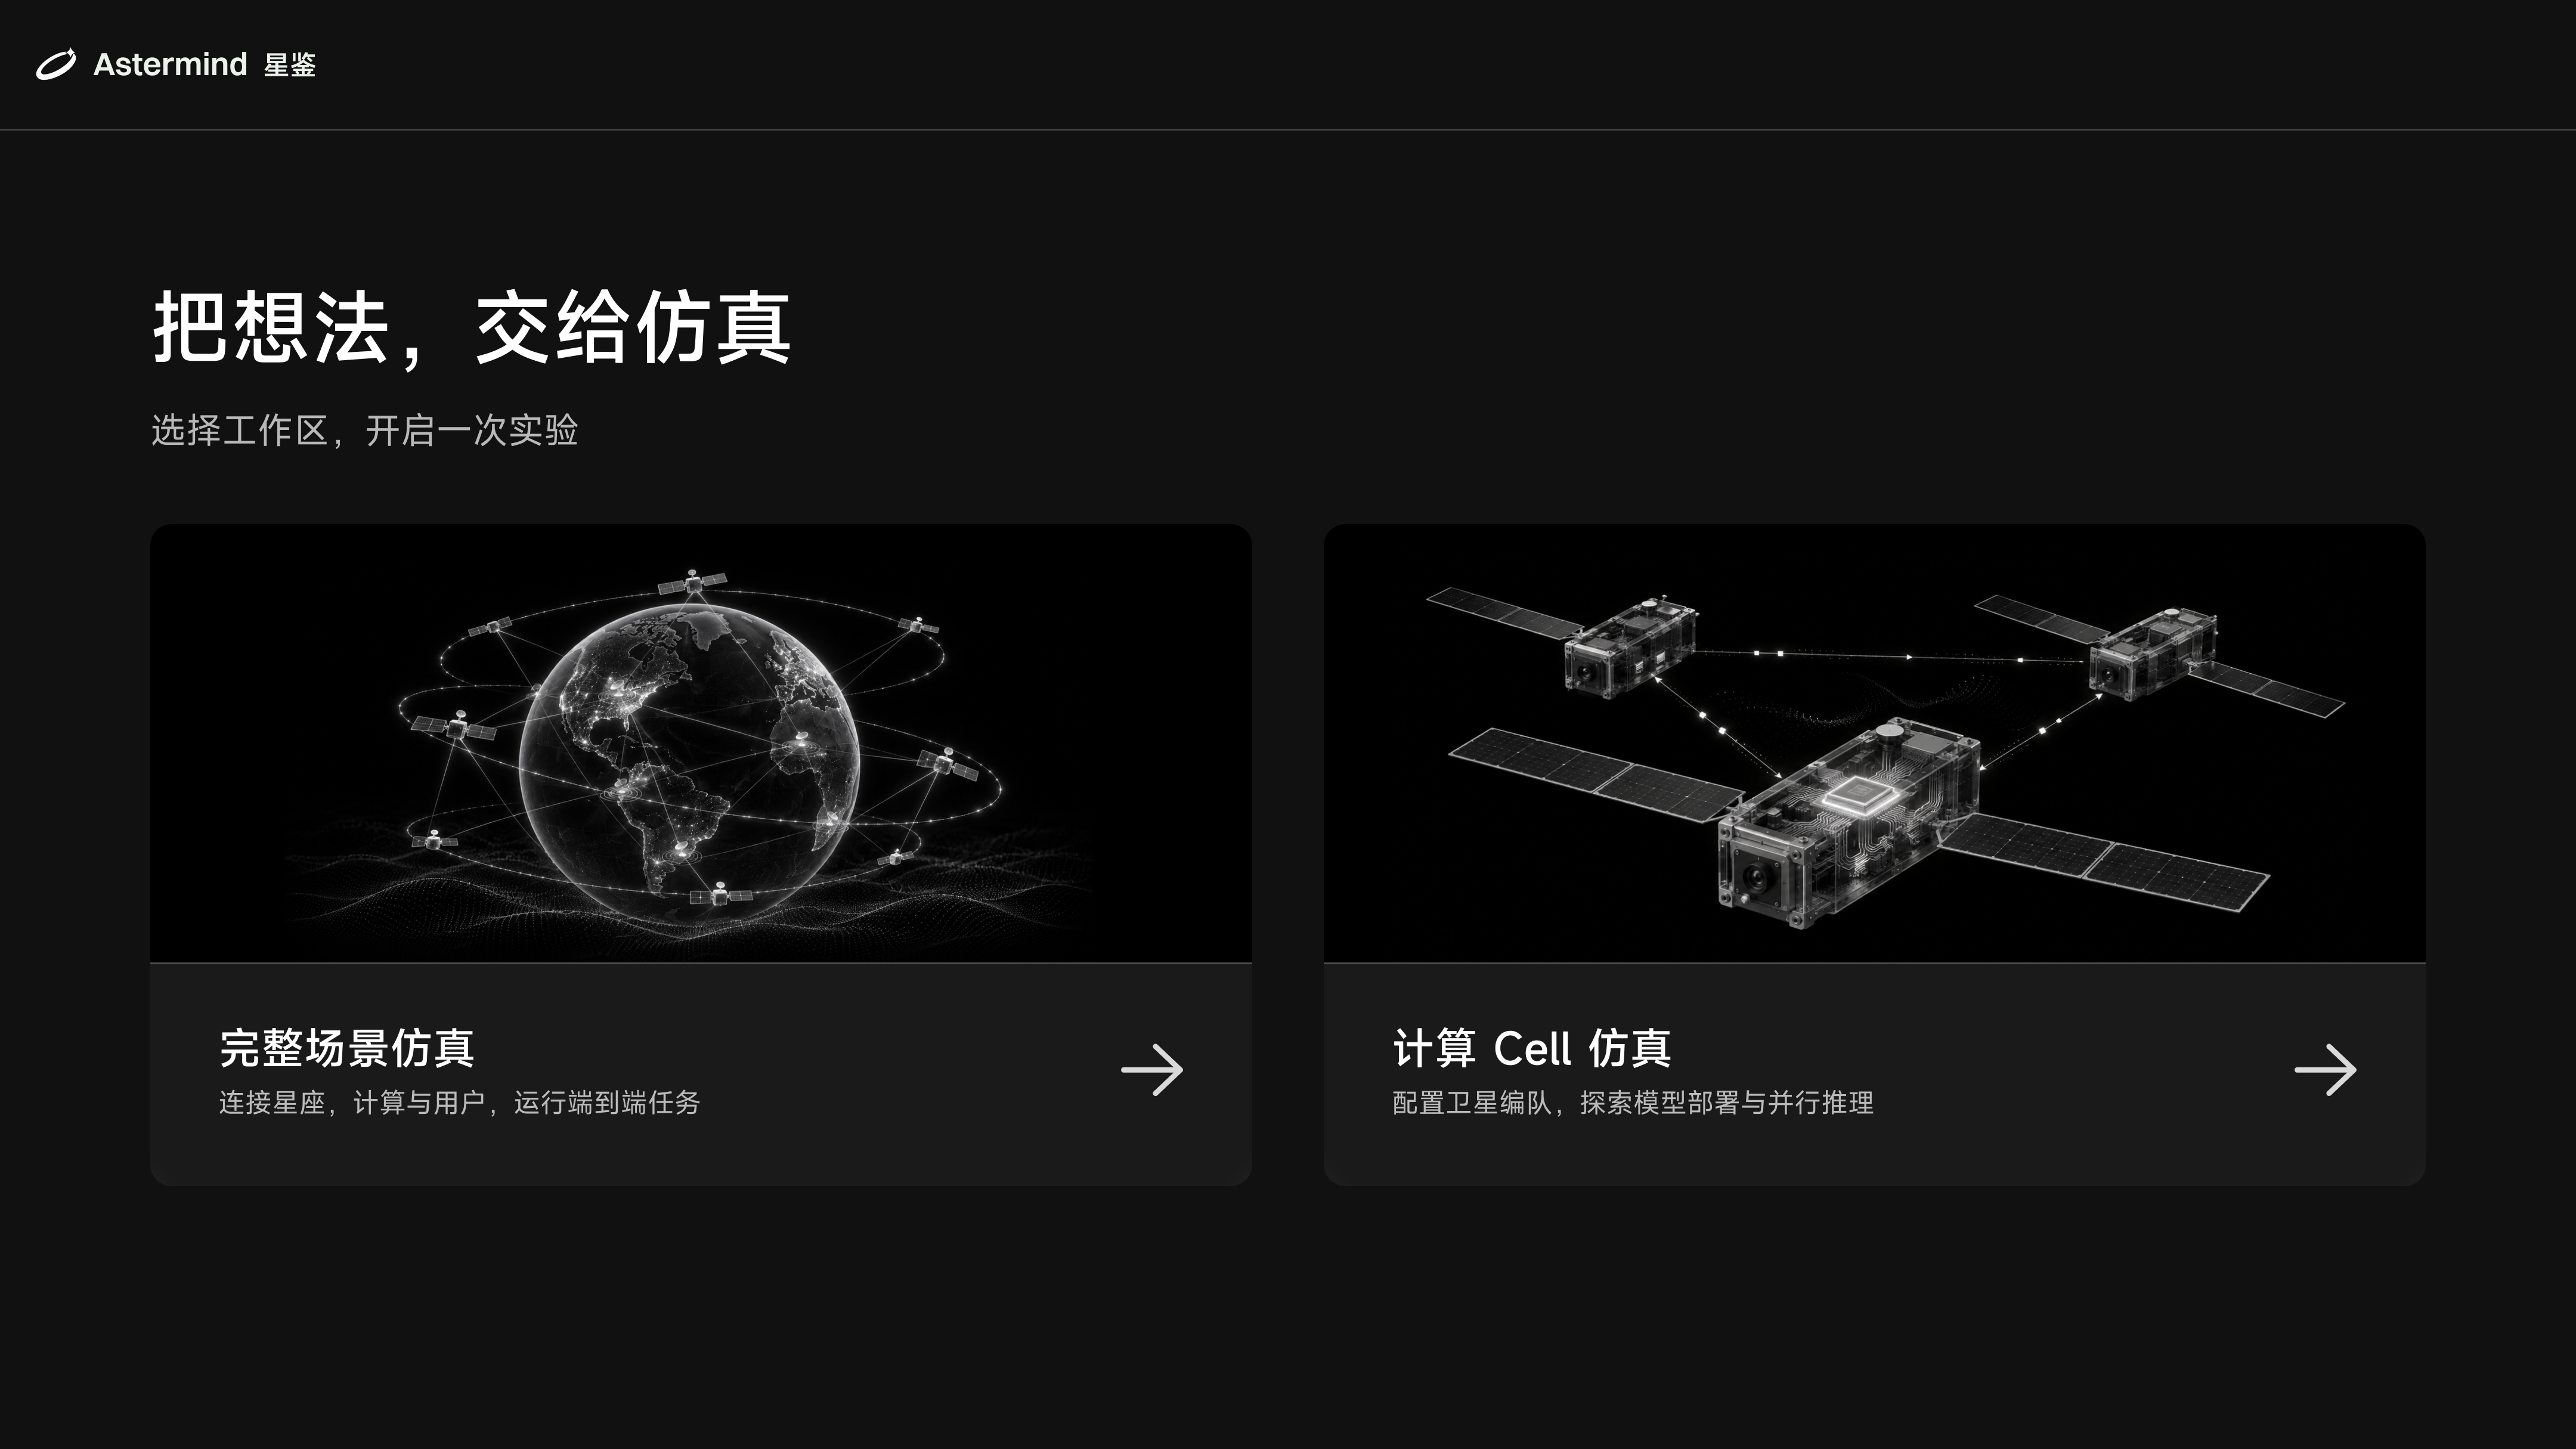 Astermind 星鉴
把想法，交给仿真
选择工作区，开启一次实验
完整场景仿真
连接星座，计算与用户，运行端到端任务
计算 Cell 仿真
配置卫星编队，探索模型部署与并行推理